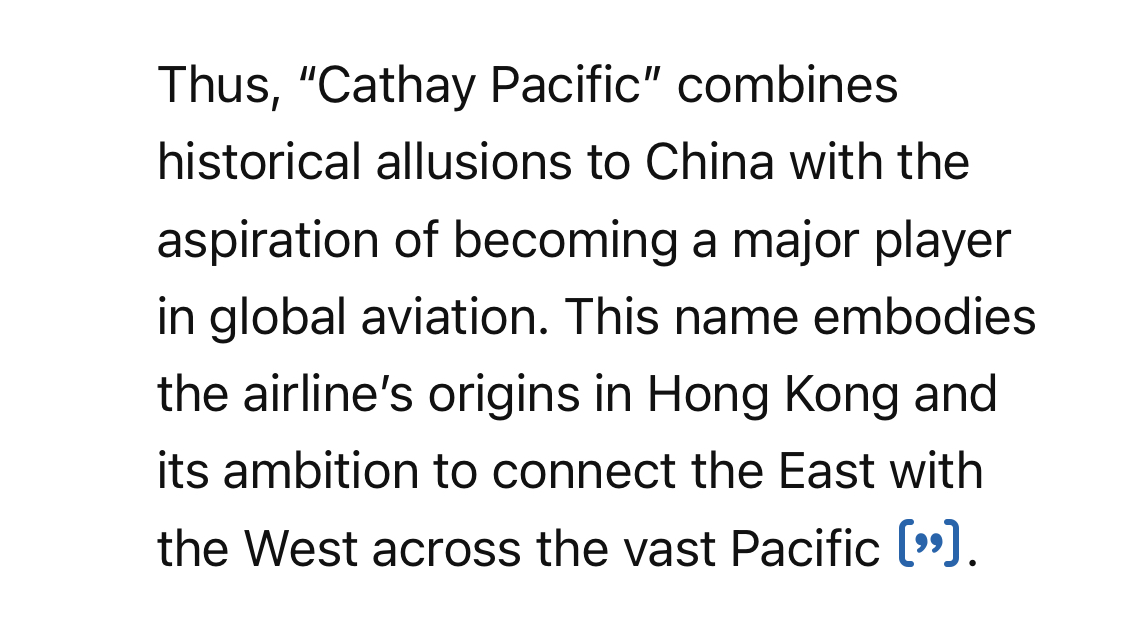 Thus, “Cathay Pacific” combines
historical allusions to China with the
aspiration of becoming a major player
in global aviation. This name embodies
the airline’s origins in Hong Kong and
its ambition to connect the East with
the West across the vast Pacific [”].